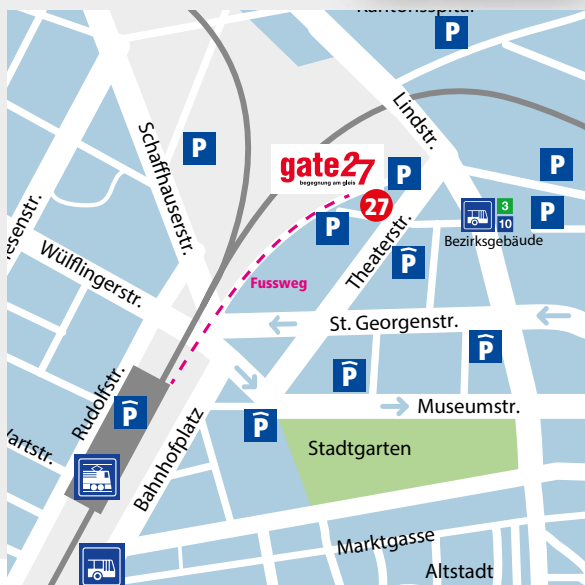 Kantonsspital
P
Lindstr.
Schaffhauserstr.
P
gate27
begegnung am gleis
P
P
27
P
3
10
P
Bezirksgebäude
Theaterstr.
P
Wülflingerstr.
Fussweg
St. Georgenstr.
P
P
Rudolfstr.
P
Museumstr.
P
Bahnhofplatz
Stadtgarten
Marktgasse
Altstadt